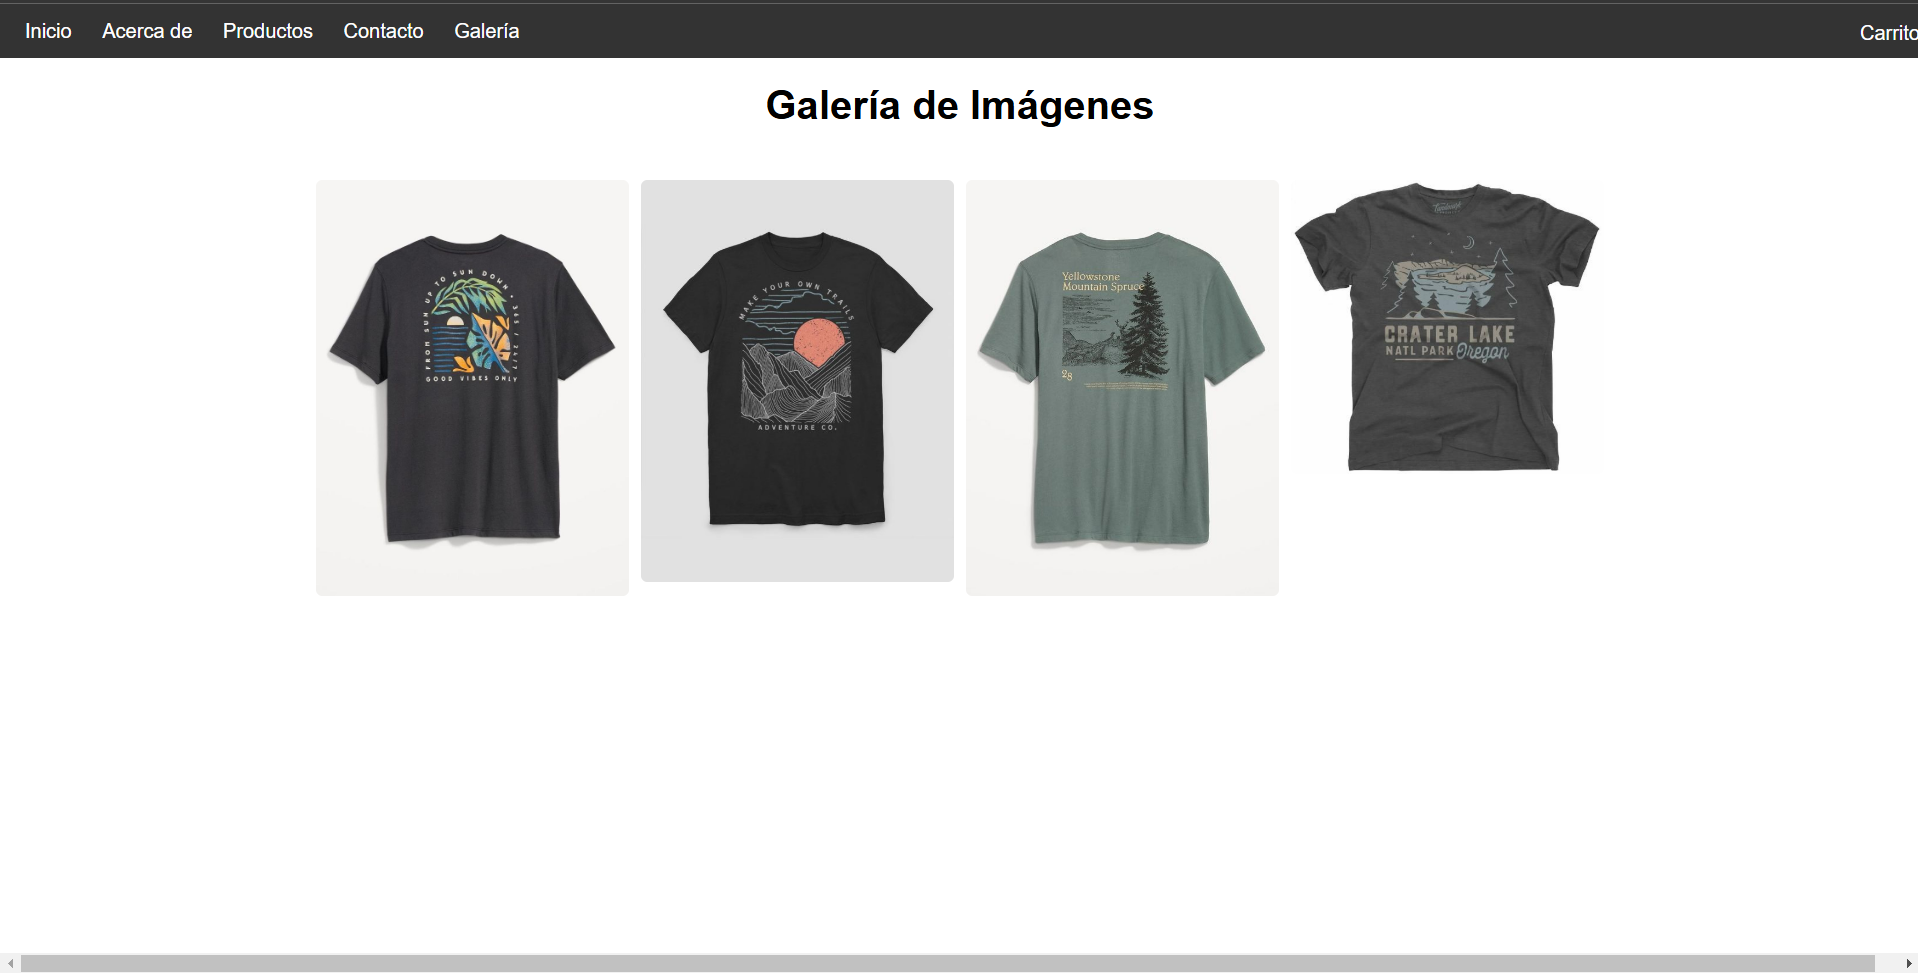 Inicio Acerca de Productos Contacto Galería Carrito
Galería de Imágenes
FROM SUN UP TO SUN DOWN • 365 / 24/7
GOOD VIBES ONLY
MAKE YOUR OWN TRAILS
ADVENTURE CO.
Yellowstone
Mountain Spruce
28
CRATER LAKE
NATL PARK Oregon